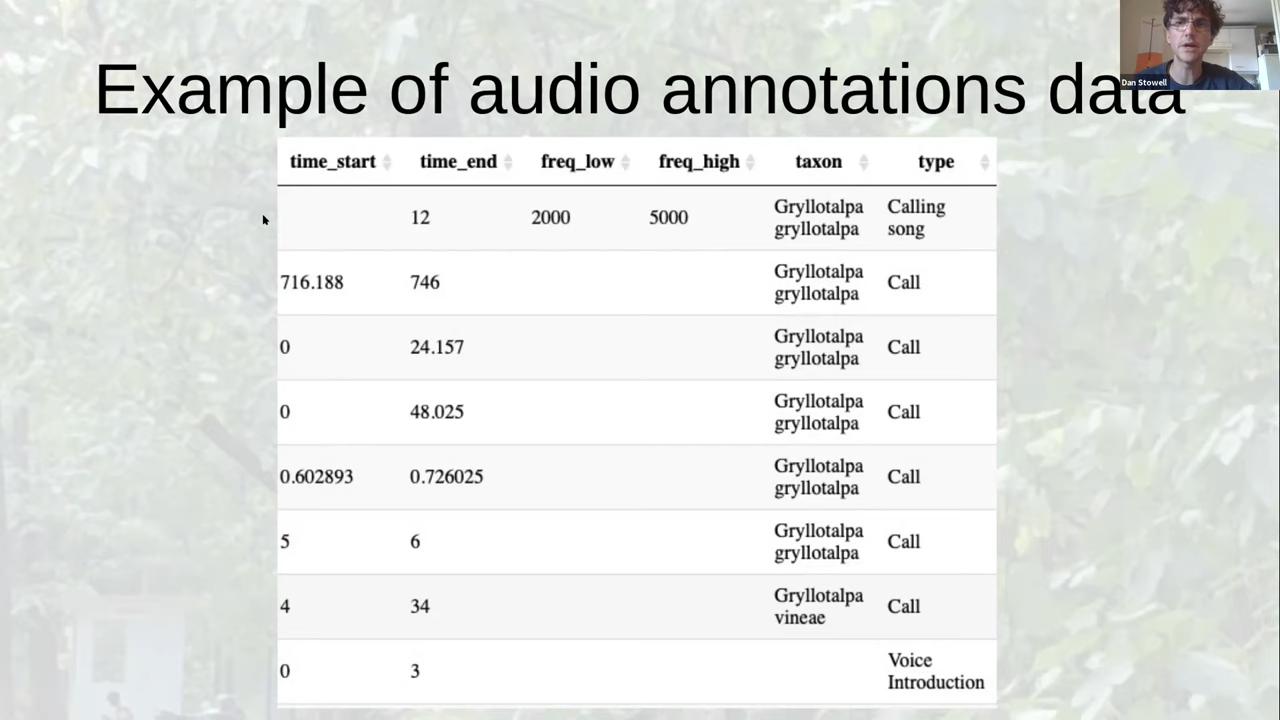 Example of audio annotations data
Dan Stowell
time_start time_end freq_low freq_high taxon type
12 2000 5000 Gryllotalpa gryllotalpa Calling song
716.188 746 Gryllotalpa gryllotalpa Call
0 24.157 Gryllotalpa gryllotalpa Call
0 48.025 Gryllotalpa gryllotalpa Call
0.602893 0.726025 Gryllotalpa gryllotalpa Call
5 6 Gryllotalpa gryllotalpa Call
4 34 Gryllotalpa vineae Call
0 3 Voice Introduction